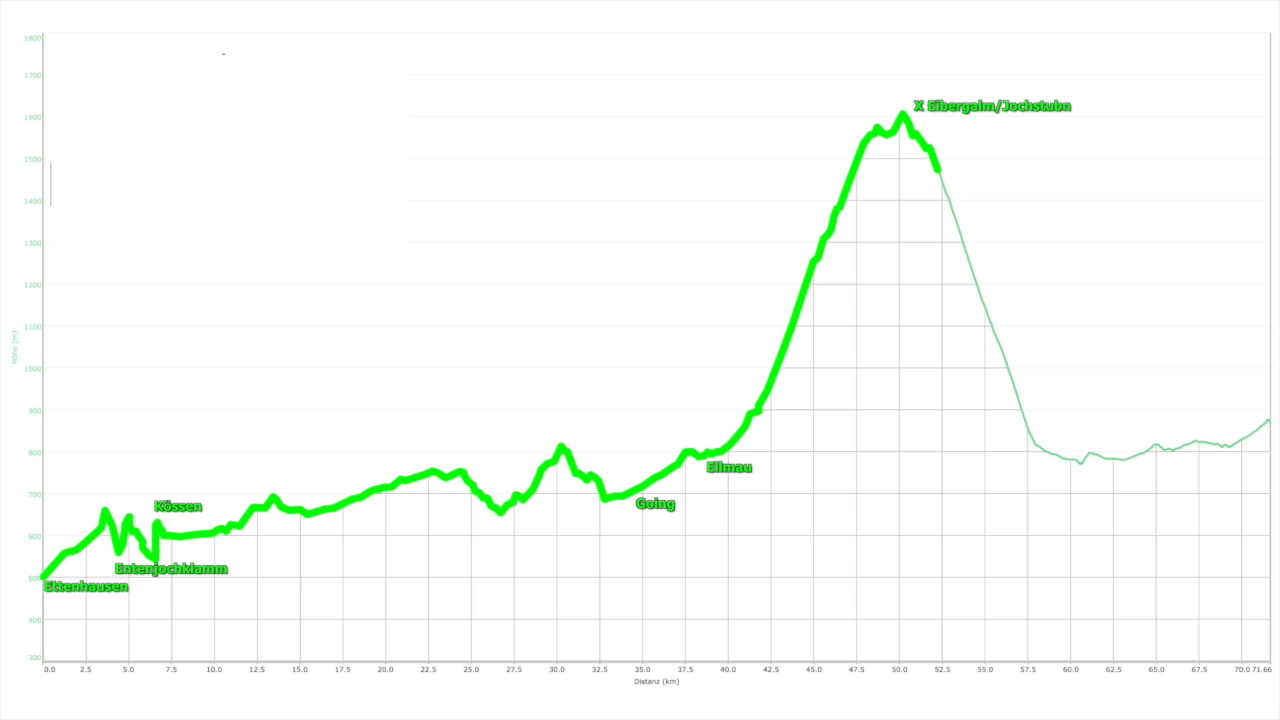 1800
1700
X Eibergalm/Jochstubn
1600
1500
1400
1300
1200
1100
Höhe (m)
1000
900
800
Ellmau
700
Kössen
Going
600
Entenjochklamm
500
Ettenhausen
400
300
0.0 2.5 5.0 7.5 10.0 12.5 15.0 17.5 20.0 22.5 25.0 27.5 30.0 32.5 35.0 37.5 40.0 42.5 45.0 47.5 50.0 52.5 55.0 57.5 60.0 62.5 65.0 67.5 70.0 71.66
Distanz (km)